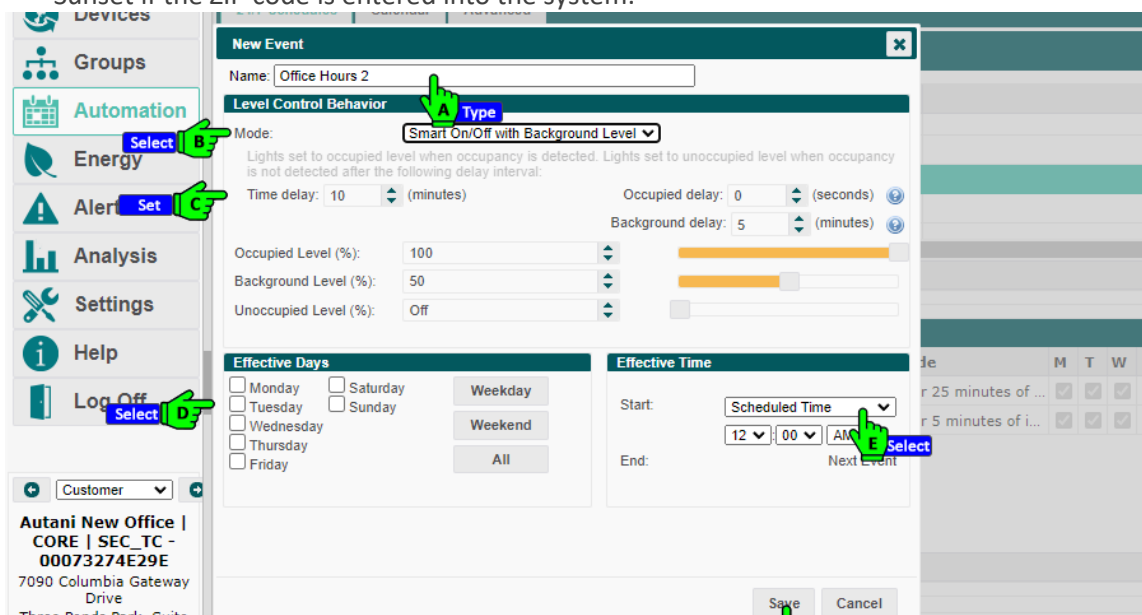 Sunset if the ZIP code is entered into the system.
Devices
24/7 Schedules Calendar Advanced
New Event
Groups
Name: Office Hours 2
A Type
Level Control Behavior
Automation
Select B
Mode: Smart On/Off with Background Level
Energy
Lights set to occupied level when occupancy is detected. Lights set to unoccupied level when occupancy
is not detected after the following delay interval:
Set C
Time delay: 10 (minutes) Occupied delay: 0 (seconds)
Background delay: 5 (minutes)
Analysis
Occupied Level (%): 100
Background Level (%): 50
Settings
Unoccupied Level (%): Off
Help
Effective Days
Effective Time
M T W
Monday Saturday Weekday
Tuesday Sunday
Wednesday Weekend
Thursday
Friday All
Start: Scheduled Time
12 : 00 AM
E Select
End: Next Event
r 25 minutes of ...
r 5 minutes of i...
Log Off
Select D
Customer
Autani New Office |
CORE | SEC_TC -
00073274E29E
7090 Columbia Gateway
Drive
Save Cancel